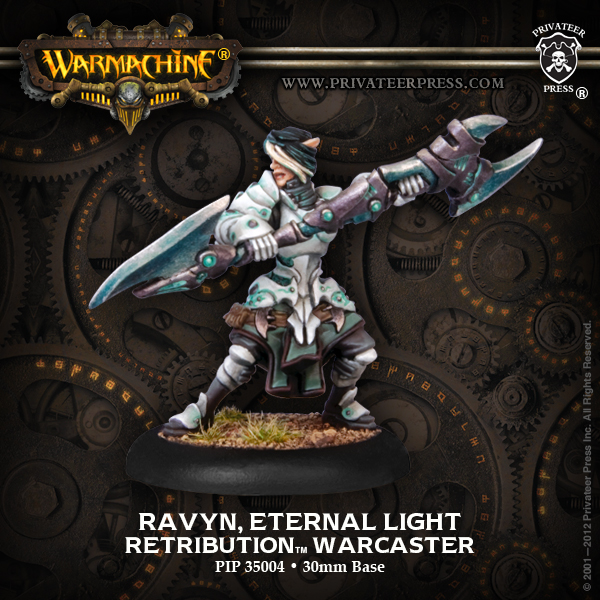 WARMACHINE®
PRIVATEER
PRESS®
WWW.PRIVATEERPRESS.COM
RAVYN, ETERNAL LIGHT
RETRIBUTION™ WARCASTER
PIP 35004 • 30mm Base
© 2001–2012 Privateer Press Inc. All Rights Reserved.